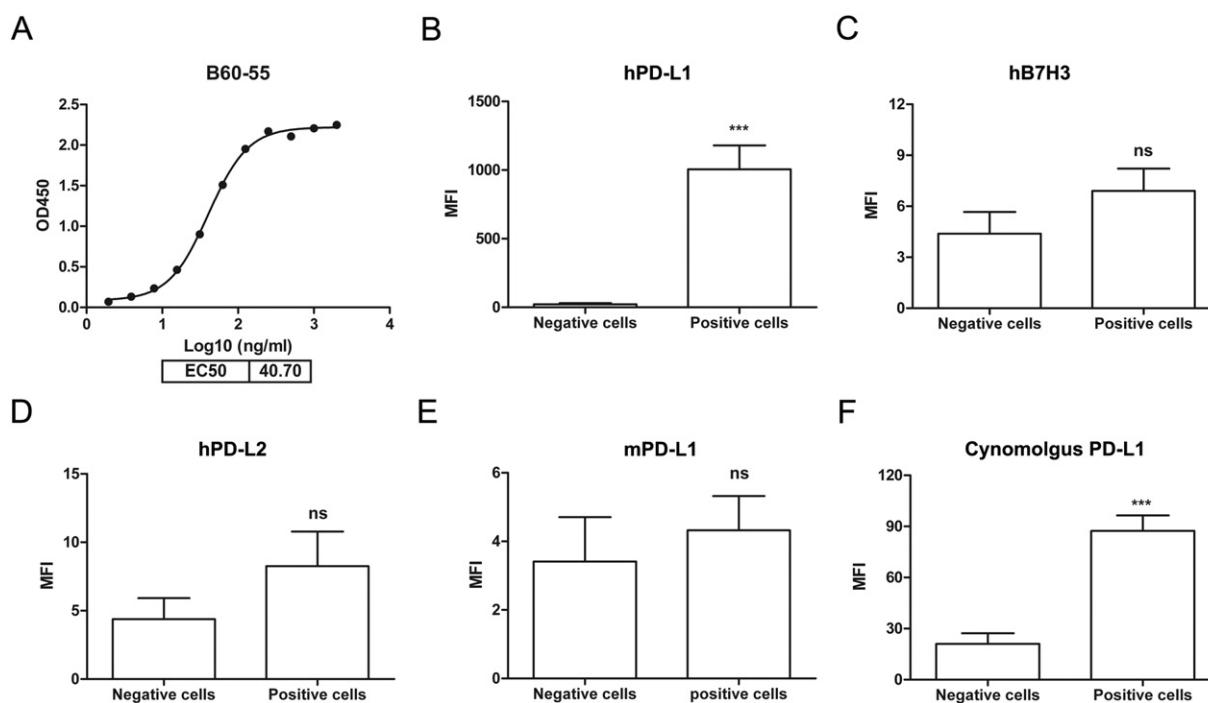 A
B60-55
OD450
2.5
2.0
1.5
1.0
0.5
0.0
0 1 2 3 4
Log10 (ng/ml)
EC50 40.70
B
hPD-L1
MFI
1500
1000
500
0
***
Negative cells Positive cells
C
hB7H3
MFI
12
9
6
3
0
ns
Negative cells Positive cells
D
hPD-L2
MFI
15
10
5
0
ns
Negative cells Positive cells
E
mPD-L1
MFI
6
4
2
0
ns
Negative cells positive cells
F
Cynomolgus PD-L1
MFI
120
90
60
30
0
***
Negative cells Positive cells